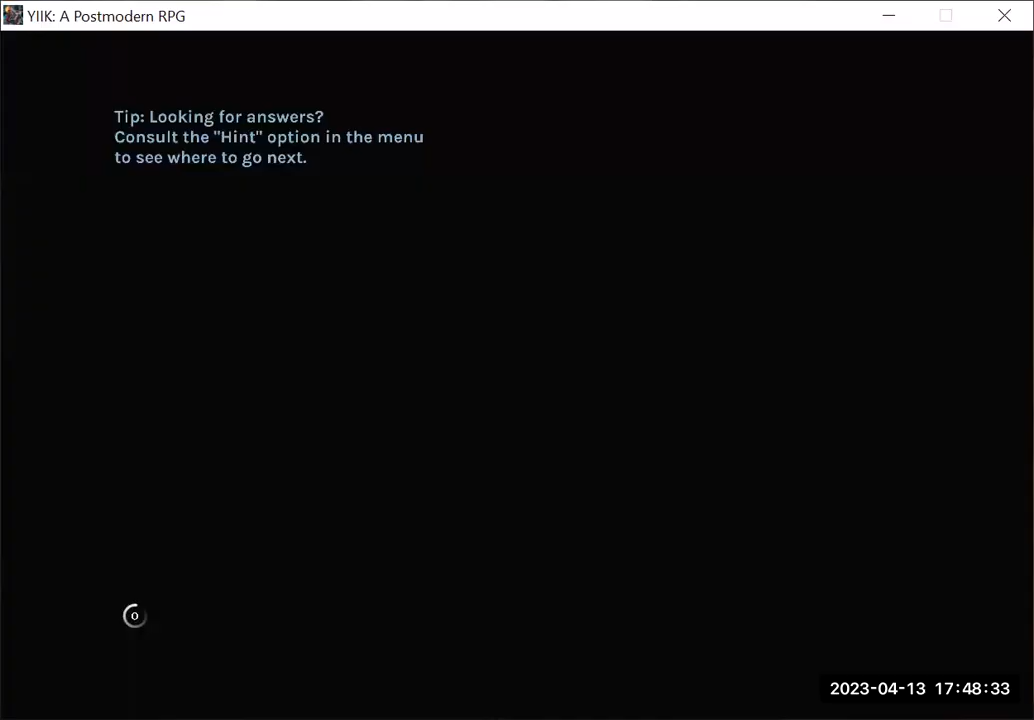 YIIK: A Postmodern RPG
Tip: Looking for answers?
Consult the "Hint" option in the menu
to see where to go next.
0
2023-04-13 17:48:33